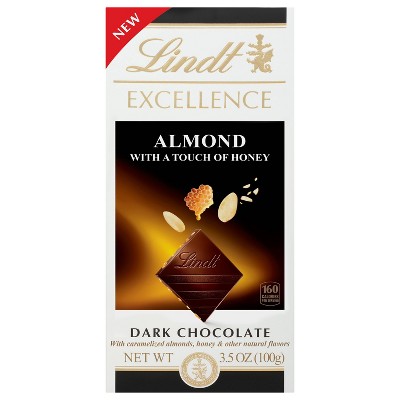 NEW
Lindt
EXCELLENCE
ALMOND
WITH A TOUCH OF HONEY
Lindt
160
DARK CHOCOLATE
With caramelized almonds, honey & other natural flavors
NET WT 3.5 OZ (100g)